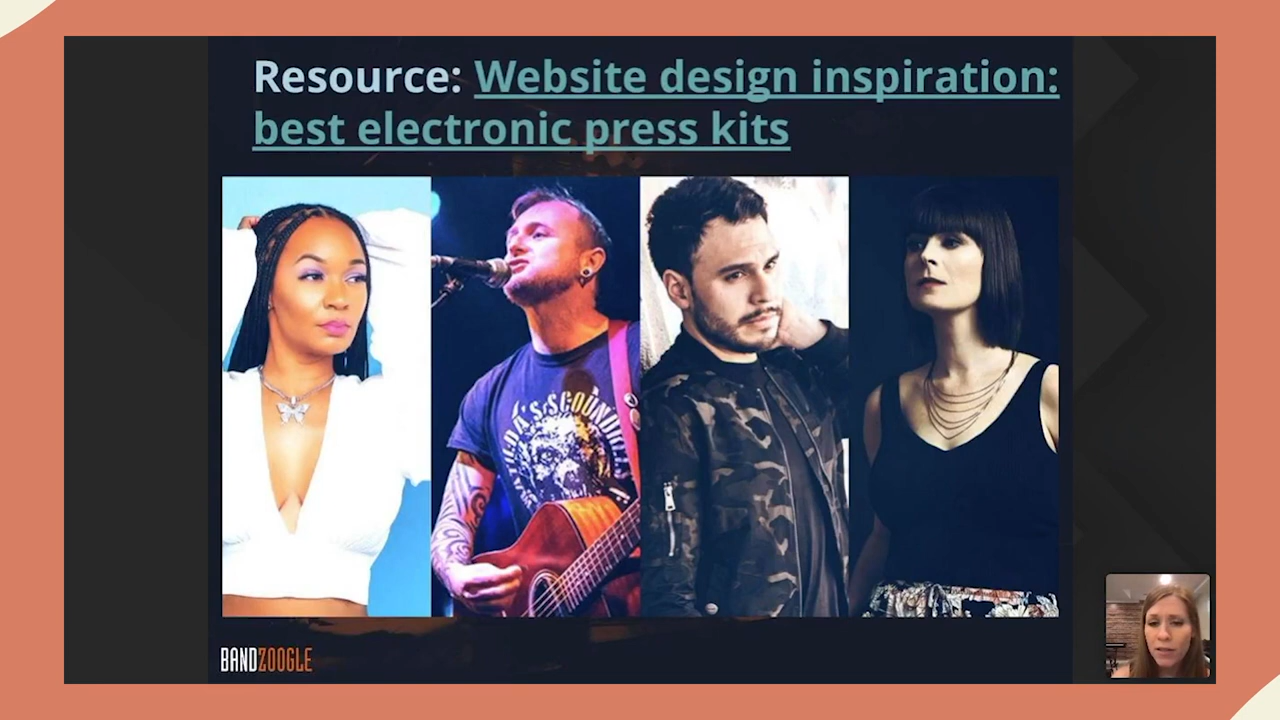 Resource: Website design inspiration:
best electronic press kits
BANDZOOGLE